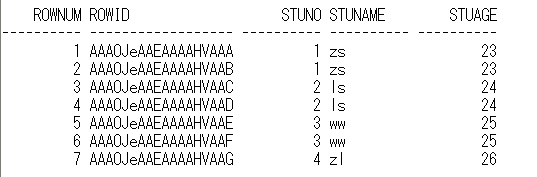 ROWNUM ROWID STUNO STUNAME STUAGE
---------- ------------------ ---------- ------------- ----------
1 AAAOJeAAEAAAAHVAAA 1 zs 23
2 AAAOJeAAEAAAAHVAAB 1 zs 23
3 AAAOJeAAEAAAAHVAAC 2 ls 24
4 AAAOJeAAEAAAAHVAAD 2 ls 24
5 AAAOJeAAEAAAAHVAAE 3 ww 25
6 AAAOJeAAEAAAAHVAAF 3 ww 25
7 AAAOJeAAEAAAAHVAAG 4 zl 26